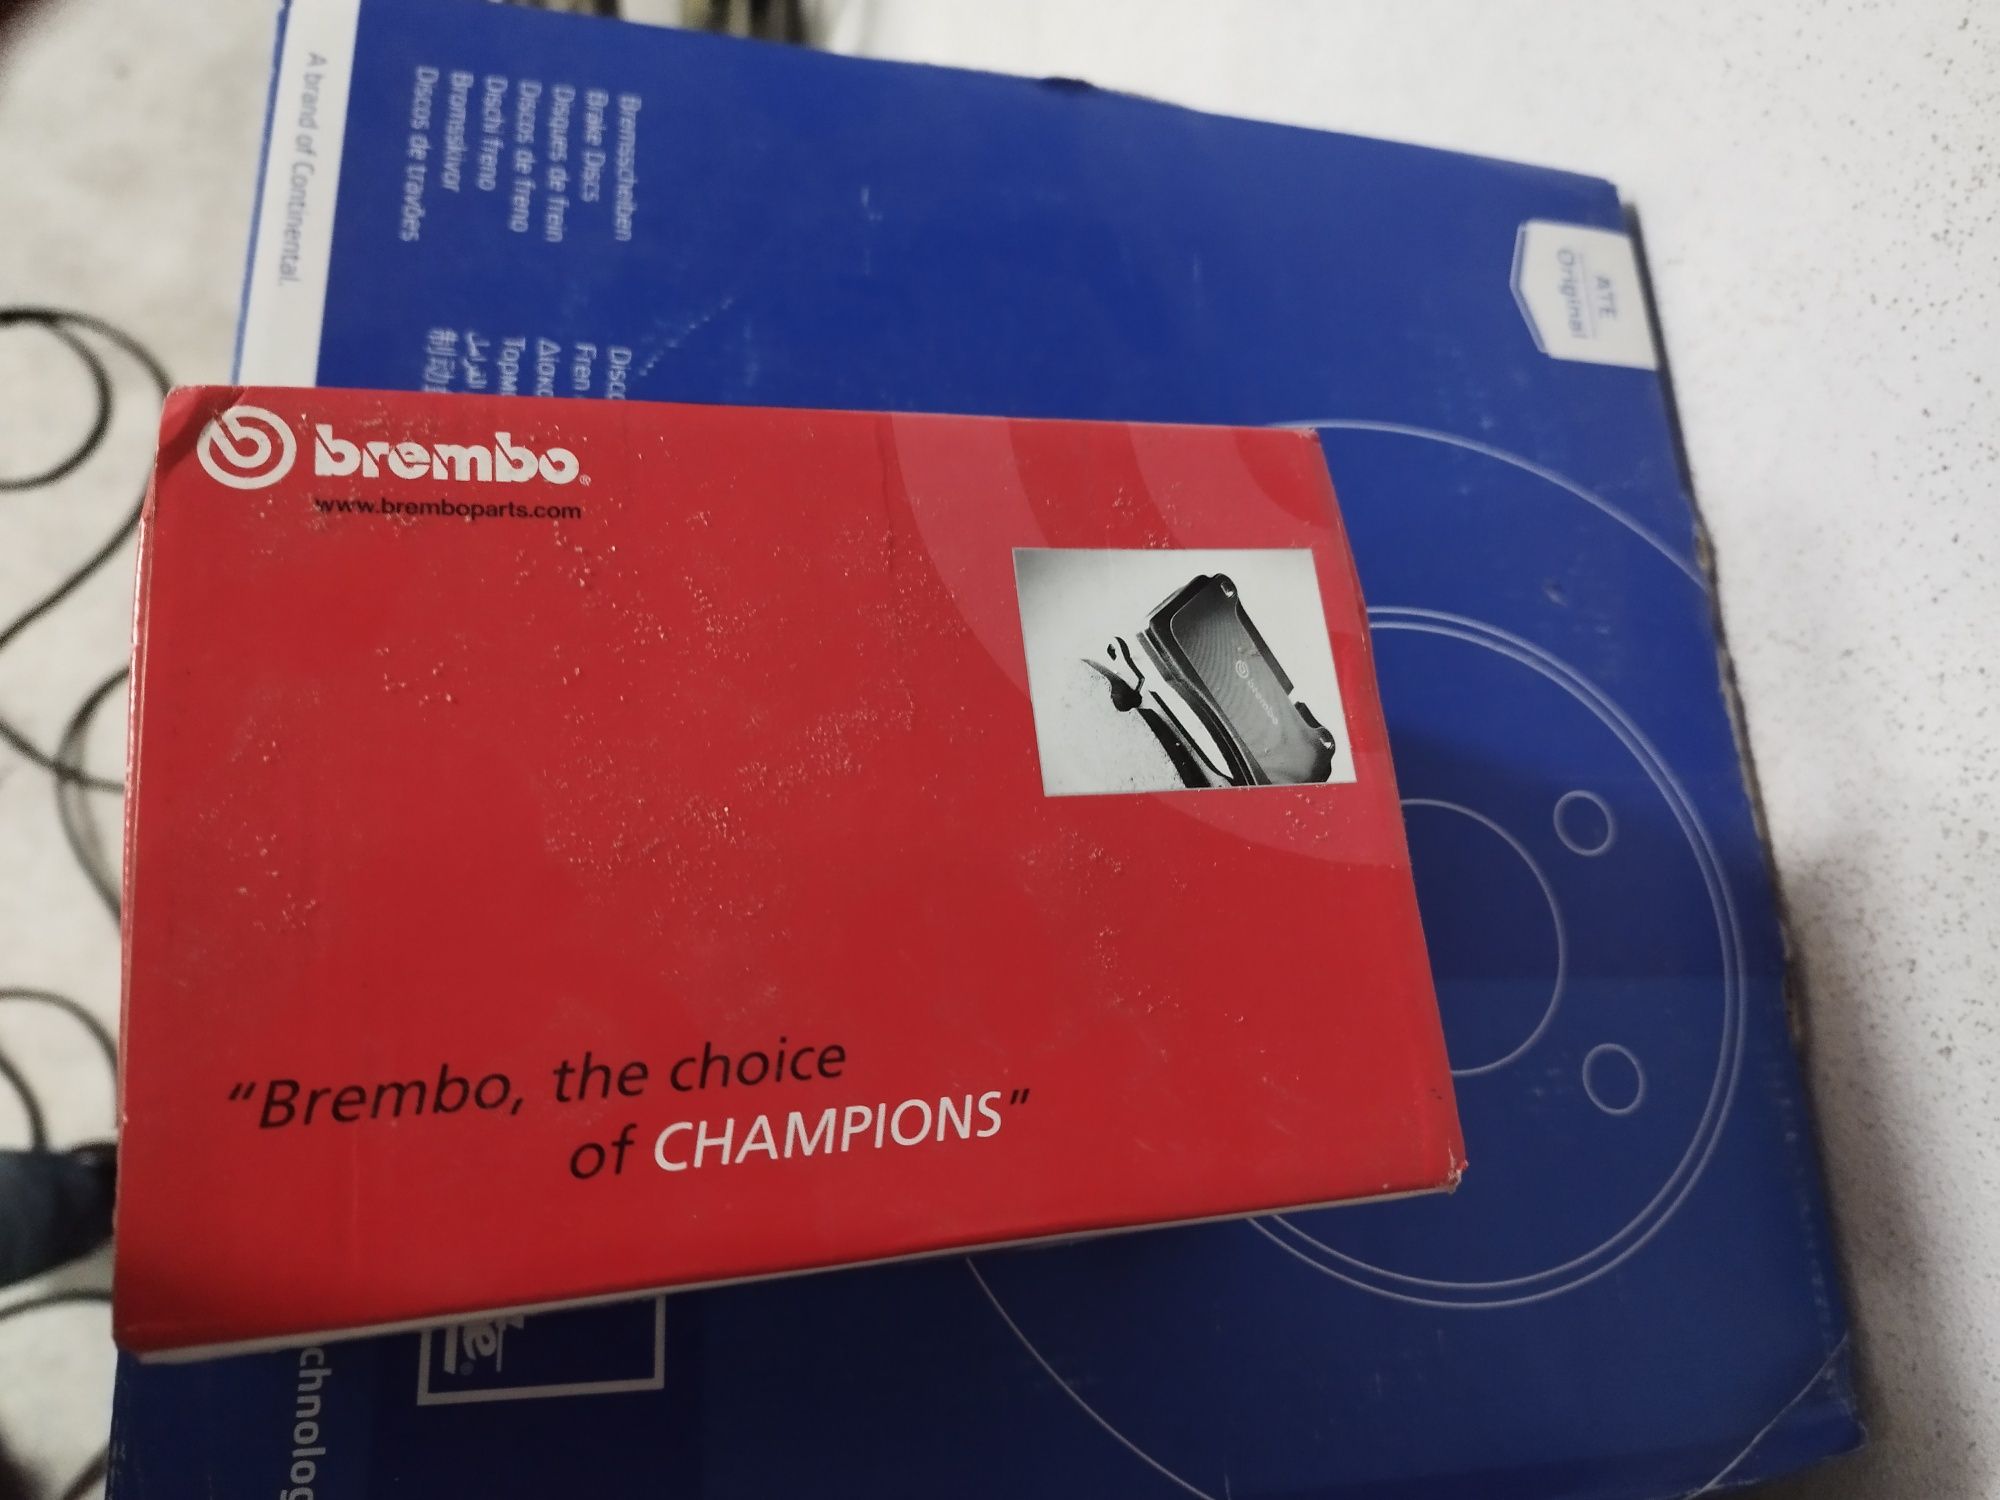 brembo®
www.bremboparts.com
brembo
"Brembo, the choice
of CHAMPIONS"
A brand of Continental.
Bremsscheiben
Brake Discs
Disques de frein
Discos de freno
Dischi freno
Bromsskivor
Discos de travões
ATE
Original